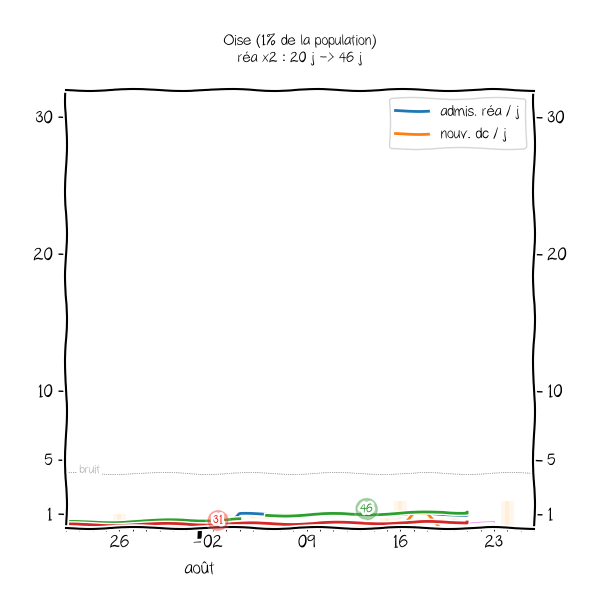 Oise (1% de la population)
réa x2 : 20 j -> 46 j
admis. réa / j
nouv. dc / j
30
30
20
20
10
10
5
5
bruit
1
1
31
46
26
02
09
16
23
août